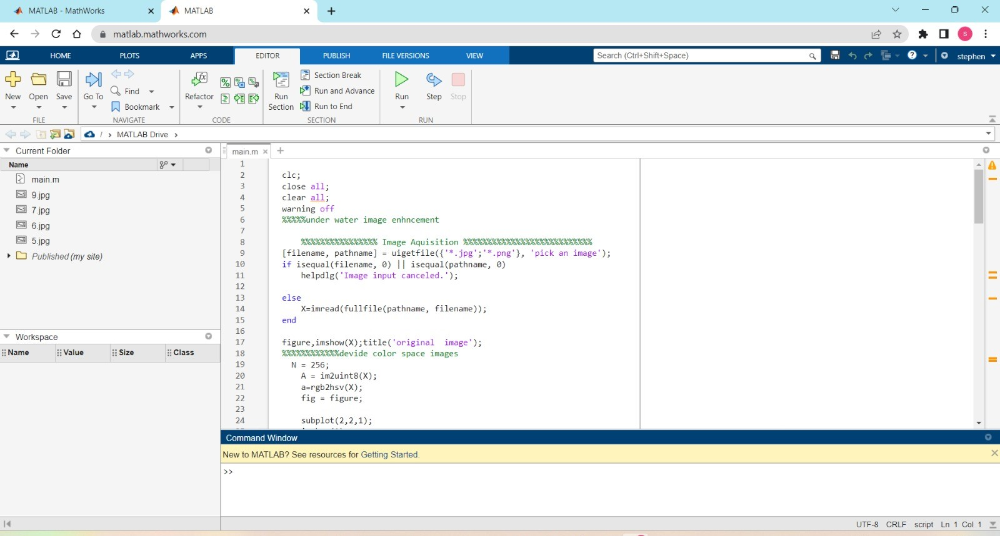 MATLAB - MathWorks
MATLAB
matlab.mathworks.com
S
HOME PLOTS APPS EDITOR PUBLISH FILE VERSIONS VIEW
Search (Ctrl+Shift+Space)
stephen
New Open Save
FILE
Go To
Find
Bookmark
NAVIGATE
Refactor
CODE
Run Section
Section Break
Run and Advance
Run to End
SECTION
Run Step Stop
RUN
/ › MATLAB Drive ›
Current Folder
Name
main.m
9.jpg
7.jpg
6.jpg
5.jpg
Published (my site)
Workspace
Name Value Size Class
main.m
1
2 clc;
3 close all;
4 clear all;
5 warning off
6 %%%%%under water image enhncement
7
8 %%%%%%%%%%%%%%%% Image Aquisition %%%%%%%%%%%%%%%%%%%%%%%%%%%
9 [filename, pathname] = uigetfile({'*.jpg';'*.png'}, 'pick an image');
10 if isequal(filename, 0) || isequal(pathname, 0)
11 helpdlg('Image input canceled.');
12
13 else
14 X=imread(fullfile(pathname, filename));
15 end
16
17 figure,imshow(X);title('original  image');
18 %%%%%%%%%%%%devide color space images
19 N = 256;
20 A = im2uint8(X);
21 a=rgb2hsv(X);
22 fig = figure;
23
24 subplot(2,2,1);
Command Window
New to MATLAB? See resources for Getting Started.
>>
UTF-8 CRLF script Ln 1 Col 1